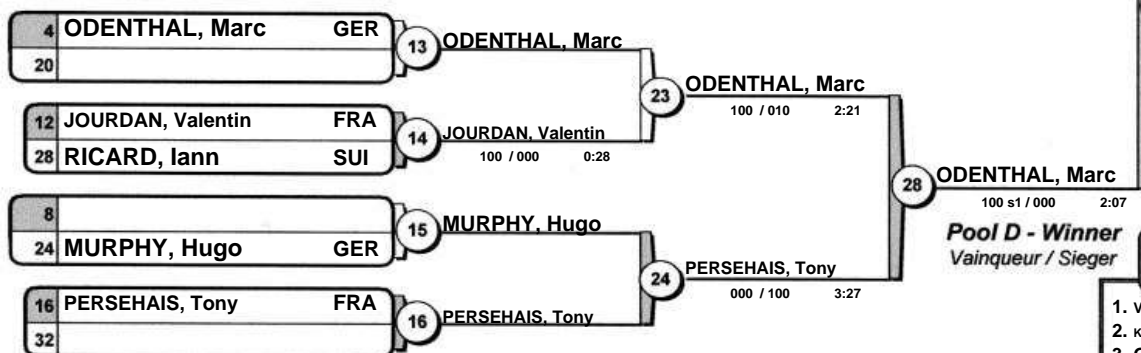 4 ODENTHAL, Marc GER
20
13 ODENTHAL, Marc
12 JOURDAN, Valentin FRA
28 RICARD, Iann SUI
14 JOURDAN, Valentin
100 / 000 0:28
23 ODENTHAL, Marc
100 / 010 2:21
8
24 MURPHY, Hugo GER
15 MURPHY, Hugo
16 PERSEHAIS, Tony FRA
32
16 PERSEHAIS, Tony
24 PERSEHAIS, Tony
000 / 100 3:27
28 ODENTHAL, Marc
100 s1 / 000 2:07
Pool D - Winner
Vainqueur / Sieger
1.
2.